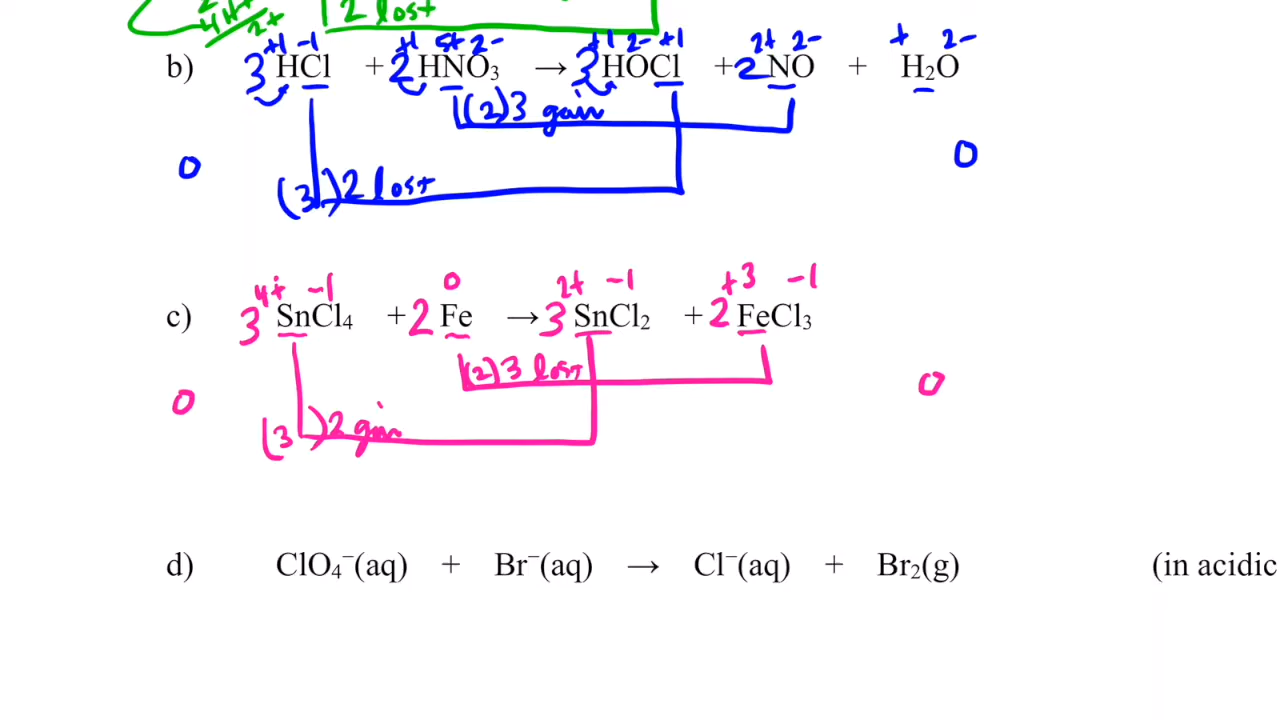 2 lost
4H+ 2+
+1 -1 +1 5+ 2- +1 2- +1 2+ 2- + 2-
b) 3 HCl + 2 HNO₃ → 3 HOCl + 2 NO + H₂O
(2) 3 gain
0 0
(3) 2 lost
4+ -1 0 2+ -1 +3 -1
c) 3 SnCl₄ + 2 Fe → 3 SnCl₂ + 2 FeCl₃
(2) 3 lost
0 0
(3) 2 gain
d) ClO₄⁻(aq) + Br⁻(aq) → Cl⁻(aq) + Br₂(g) (in acidic